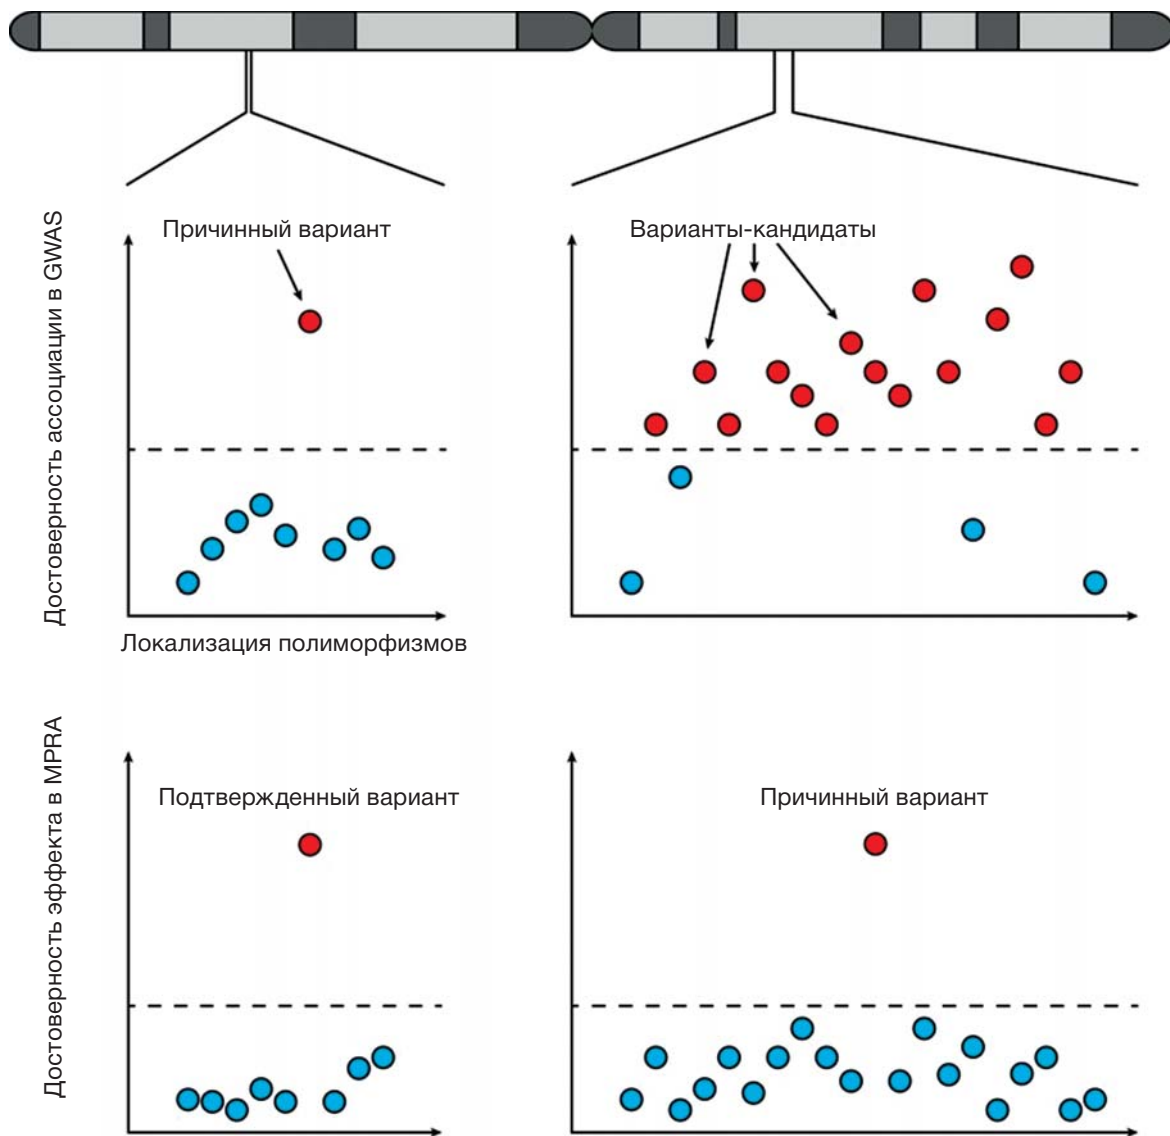 Причинный вариант
Варианты-кандидаты
Достоверность ассоциации в GWAS
Локализация полиморфизмов
Достоверность эффекта в MPRA
Подтвержденный вариант
Причинный вариант